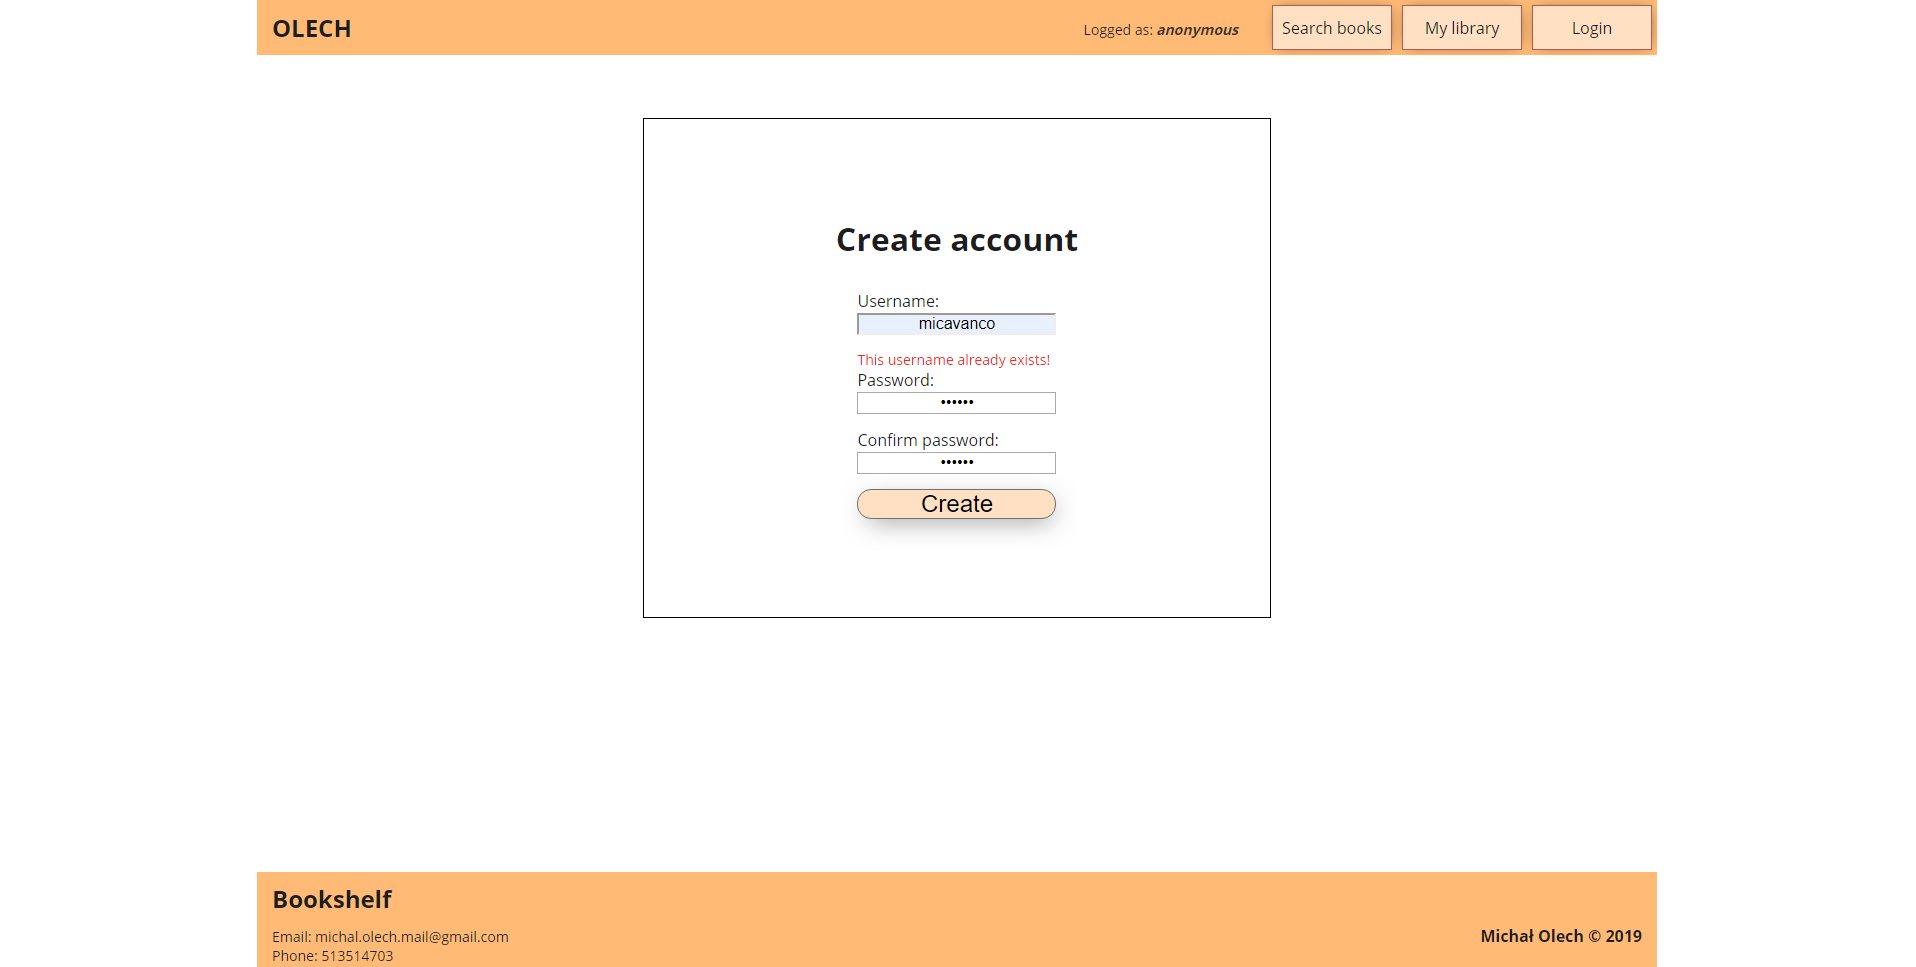 OLECH
Logged as: anonymous
Search books
My library
Login
Create account
Username:
micavanco
This username already exists!
Password:
••••••
Confirm password:
••••••
Create
Bookshelf
Email: michal.olech.mail@gmail.com
Phone: 513514703
Michał Olech © 2019